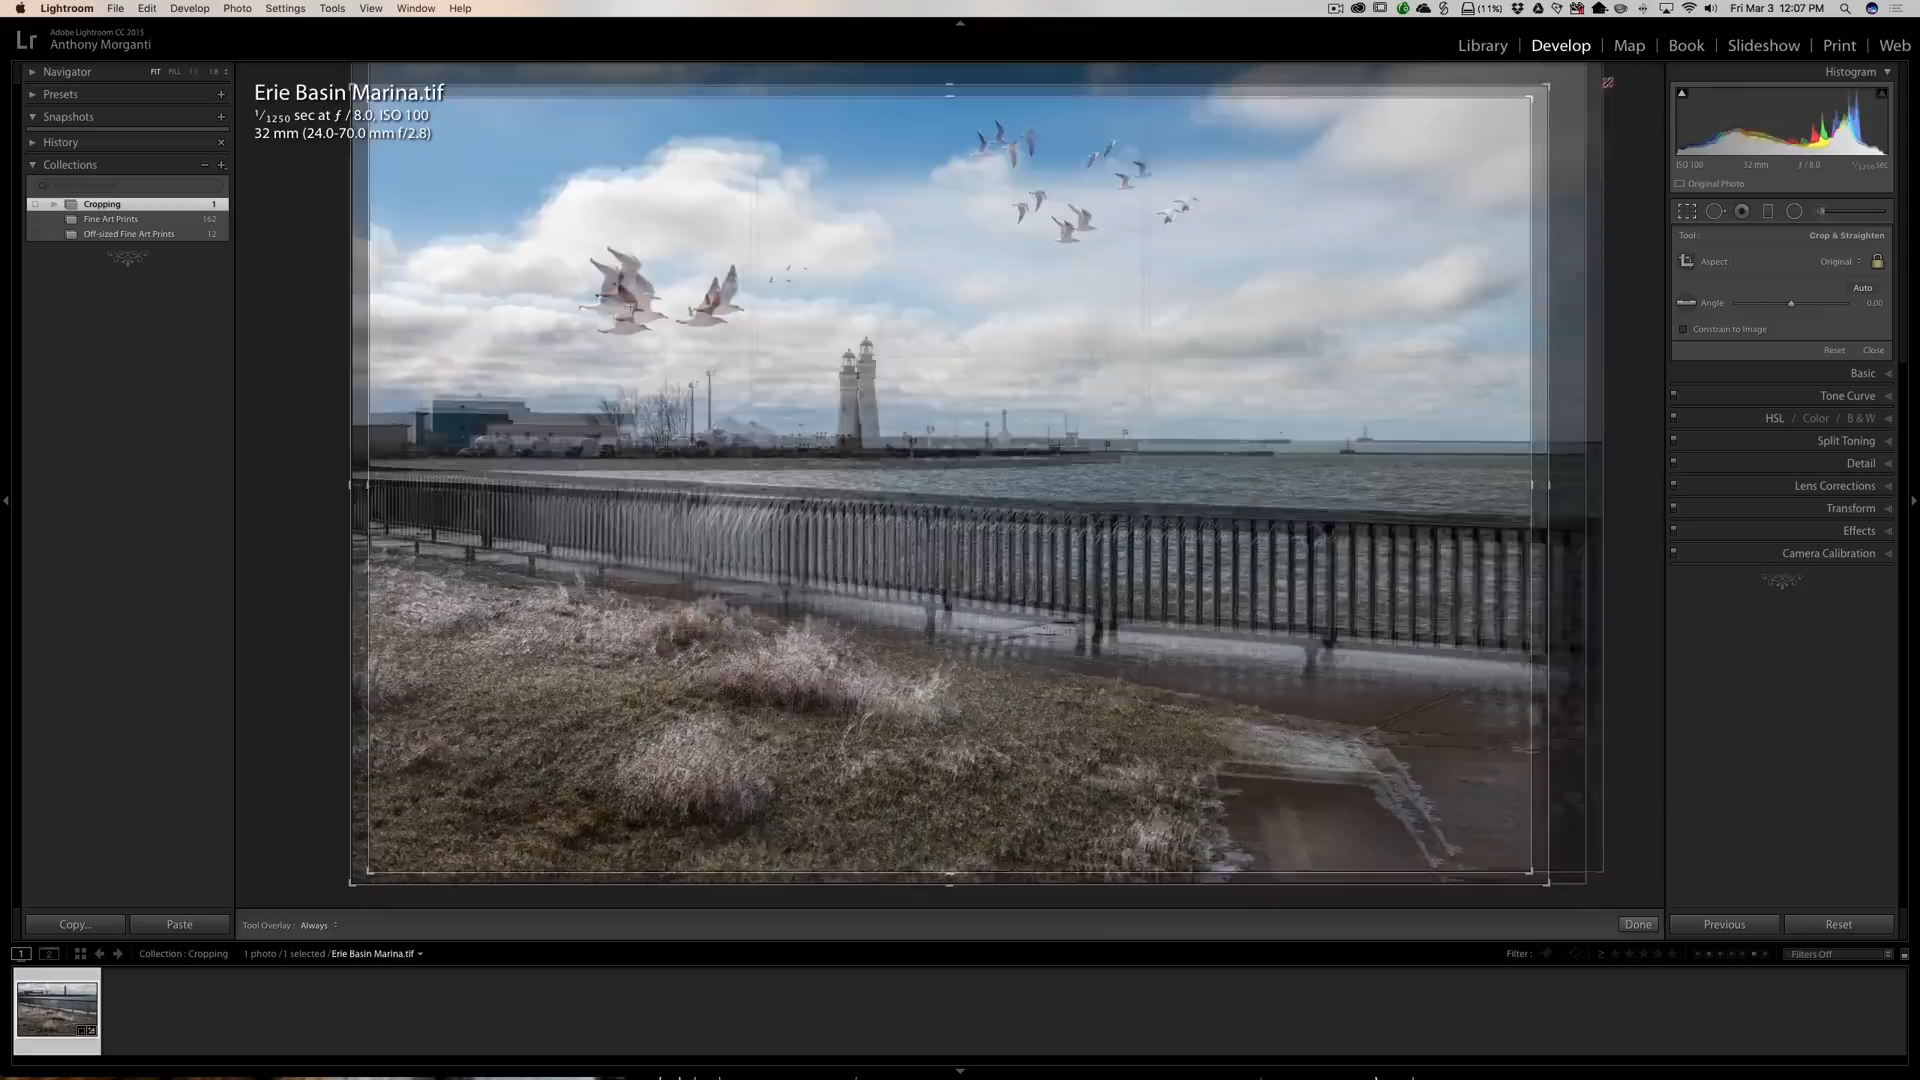 Lightroom File Edit Develop Photo Settings Tools View Window Help
(11%) Fri Mar 3 12:07 PM
Lr Adobe Lightroom CC 2015
Anthony Morganti
Library Develop Map Book Slideshow Print Web
Navigator FIT FILL 1:1 1:8
Presets
Snapshots
History
Collections
Cropping 1
Fine Art Prints 162
Off-sized Fine Art Prints 12
Copy... Paste
Erie Basin Marina.tif
1/1250 sec at ƒ / 8.0, ISO 100
32 mm (24.0-70.0 mm f/2.8)
Tool Overlay : Always Done
Histogram
ISO 100 32 mm ƒ / 8.0 1/1250 sec
Original Photo
Tool : Crop & Straighten
Aspect : Original
Auto
Angle 0.00
Constrain to Image
Reset Close
Basic
Tone Curve
HSL / Color / B & W
Split Toning
Detail
Lens Corrections
Transform
Effects
Camera Calibration
Previous Reset
1 2 Collection : Cropping 1 photo / 1 selected / Erie Basin Marina.tif Filter : Filters Off